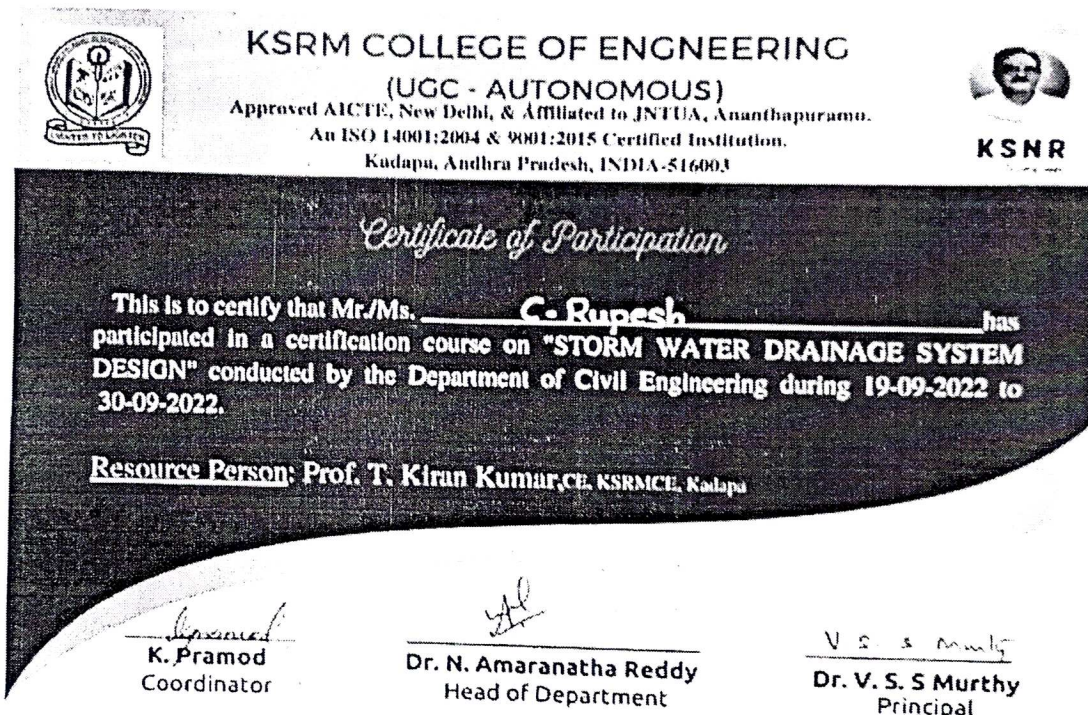 KSRM COLLEGE OF ENGNEERING
(UGC - AUTONOMOUS)
Approved AICTE, New Delhi, & Affiliated to JNTUA, Ananthapuramu.
An ISO 14001:2004 & 9001:2015 Certified Institution.
Kadapa, Andhra Pradesh, INDIA-516003
KSNR
Certificate of Participation
This is to certify that Mr./Ms. C. Rupesh has
participated in a certification course on "STORM WATER DRAINAGE SYSTEM
DESIGN" conducted by the Department of Civil Engineering during 19-09-2022 to
30-09-2022.
Resource Person: Prof. T. Kiran Kumar,CE, KSRMCE, Kadapa
V S. S Murty
K. Pramod
Coordinator
Dr. N. Amaranatha Reddy
Head of Department
Dr. V. S. S Murthy
Principal